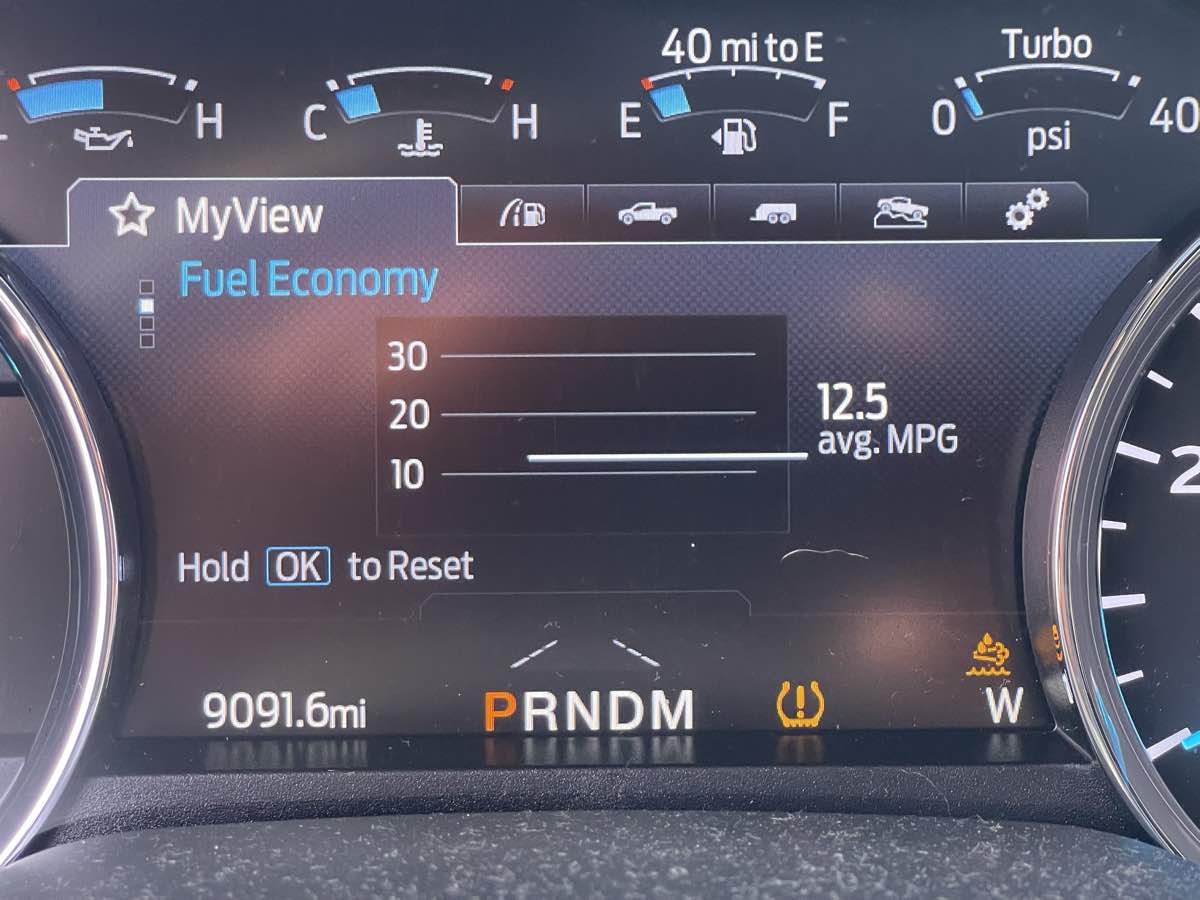 40 mi to E
Turbo
H
C
H
E
F
0
40
psi
MyView
Fuel Economy
30
20
10
12.5
avg. MPG
Hold OK to Reset
2
9091.6mi
PRNDM
W